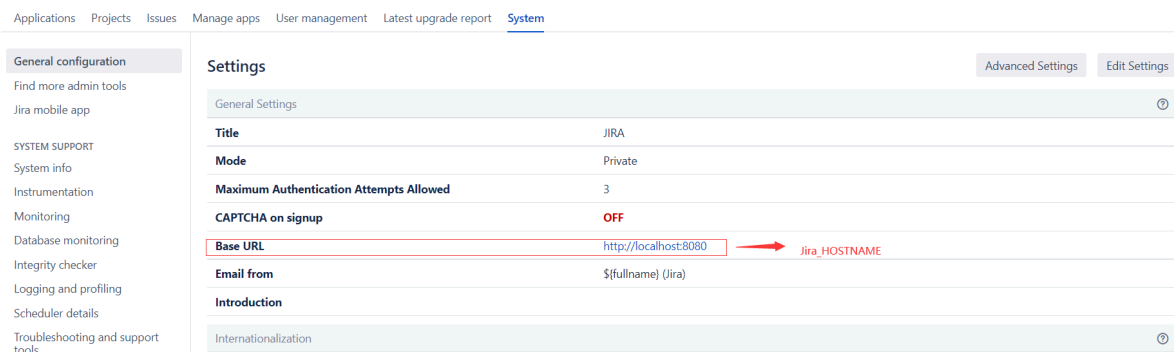 Applications Projects Issues Manage apps User management Latest upgrade report System
General configuration
Find more admin tools
Jira mobile app
SYSTEM SUPPORT
System info
Instrumentation
Monitoring
Database monitoring
Integrity checker
Logging and profiling
Scheduler details
Troubleshooting and support
tools
Settings
Advanced Settings Edit Settings
General Settings
Title JIRA
Mode Private
Maximum Authentication Attempts Allowed 3
CAPTCHA on signup OFF
Base URL http://localhost:8080 Jira_HOSTNAME
Email from ${fullname} (Jira)
Introduction
Internationalization